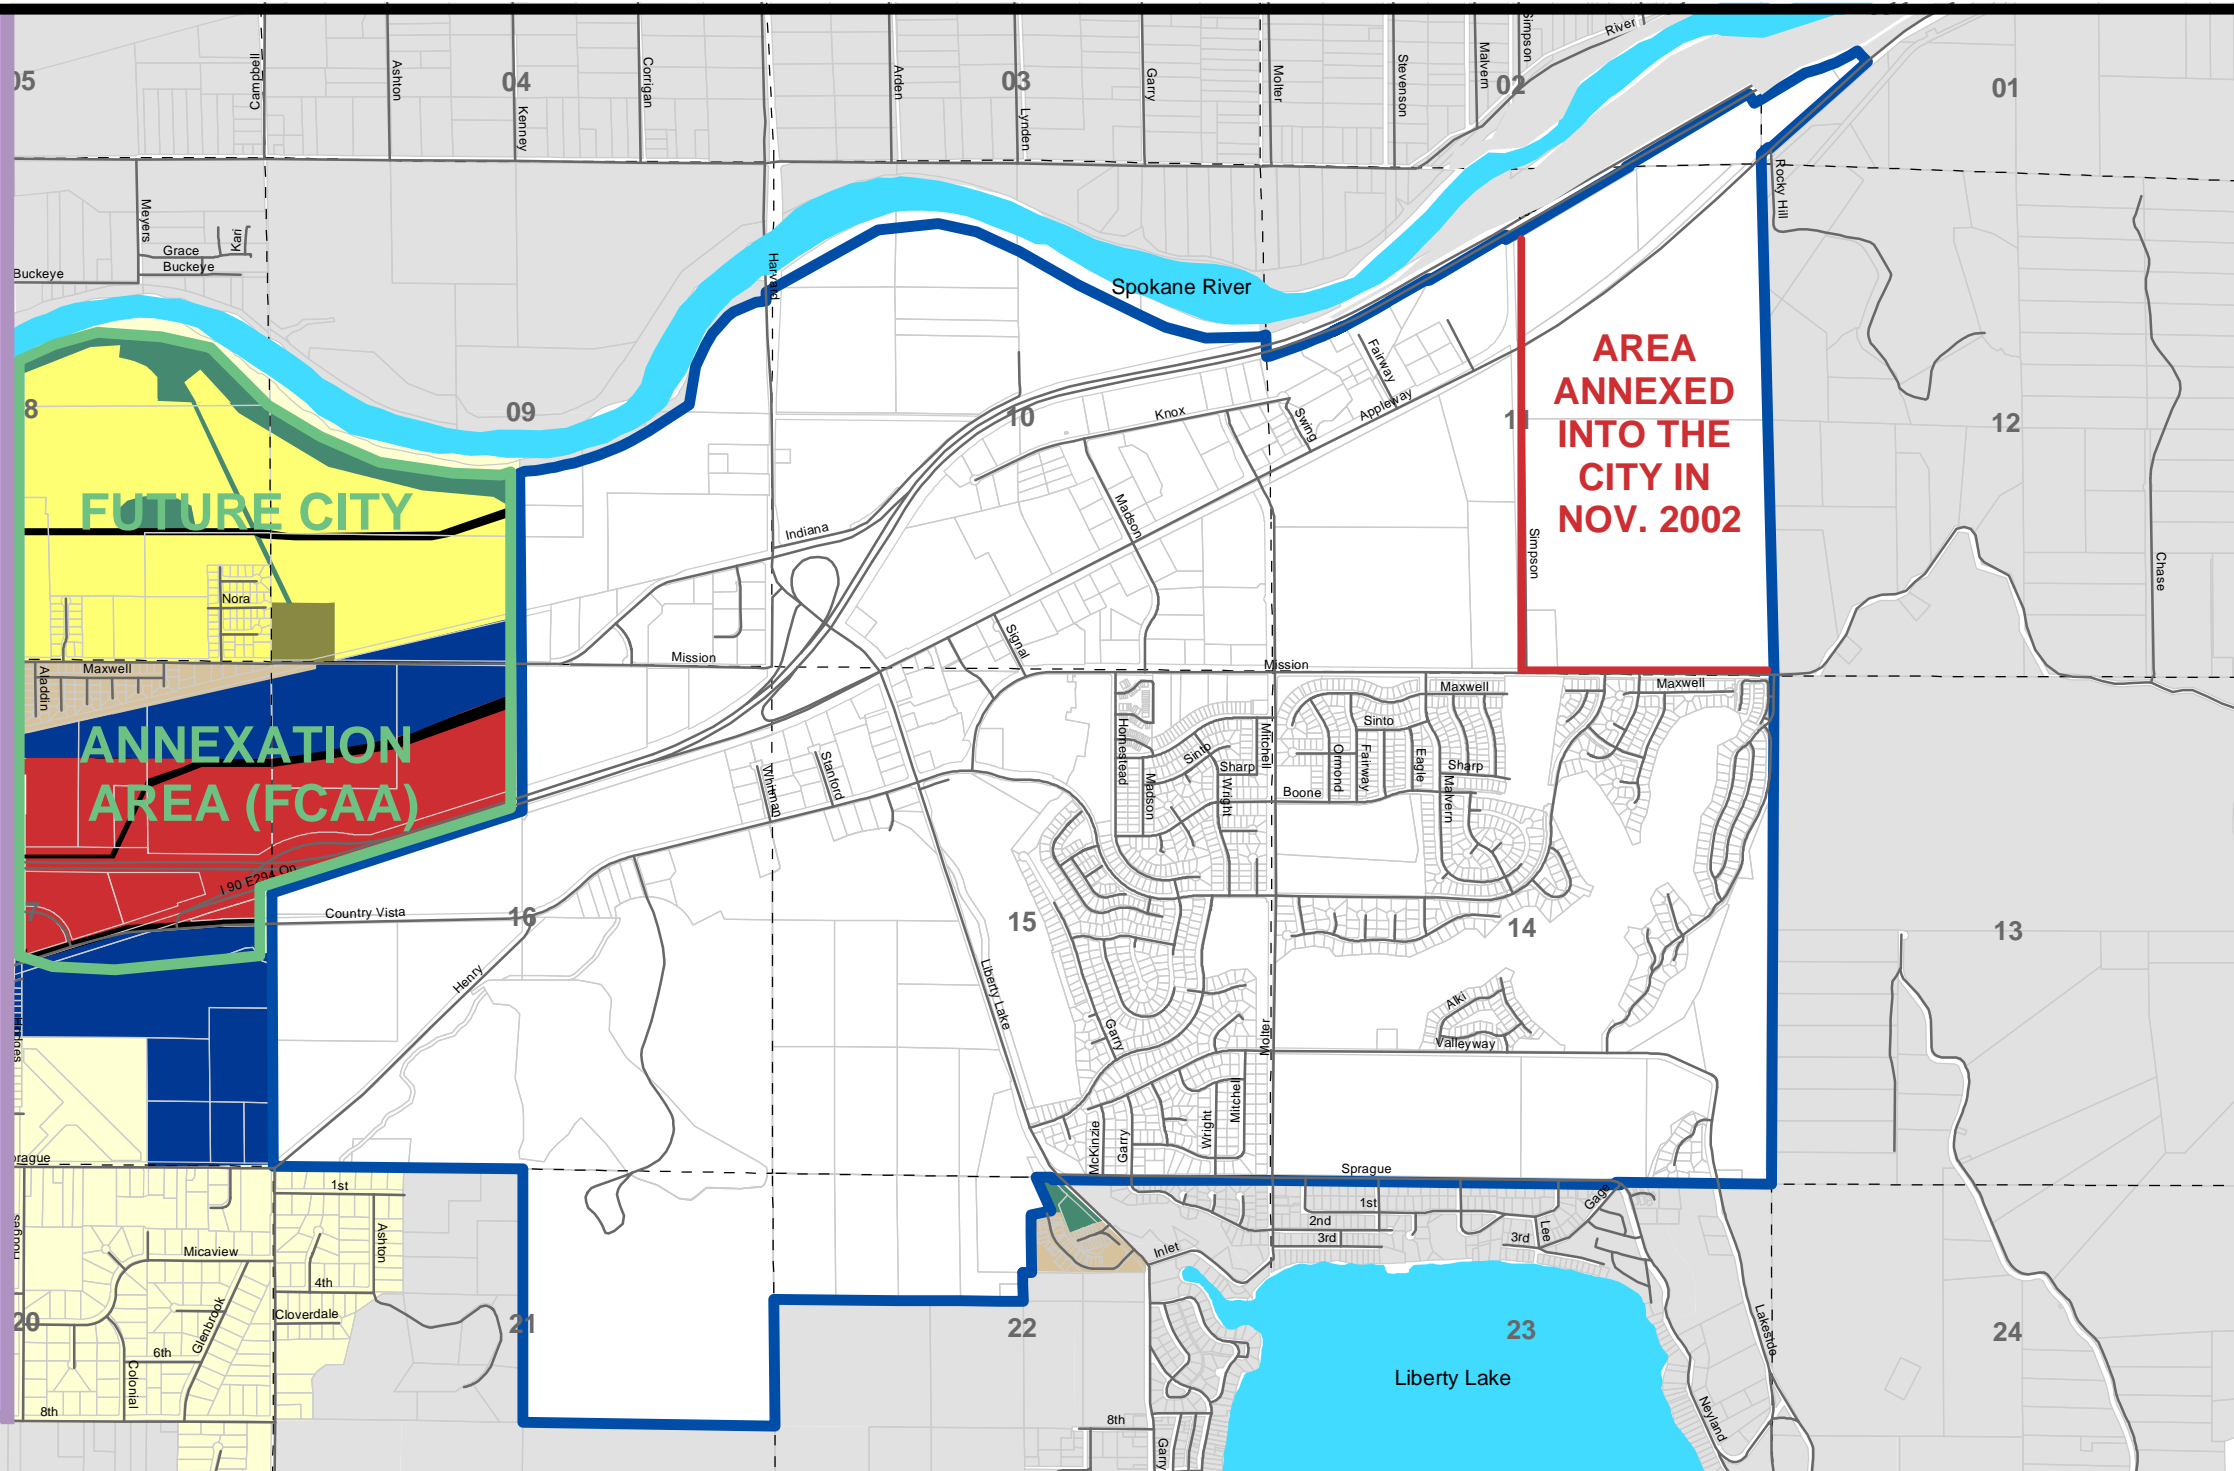 05
Campbell
Ashton
04
Kenney
Corrigan
Arden
03
Lynden
Garry
Molter
Stevenson
Malvern
Simpson
02
River
01
Meyers
Grace
Kari
Buckeye
Buckeye
Harvard
Spokane River
Rocky Hill
8
09
10
Knox
Swing
Fairway
Appleway
11
12
AREA
ANNEXED
INTO THE
CITY IN
NOV. 2002
FUTURE CITY
ANNEXATION
AREA (FCAA)
Indiana
Madson
Simpson
Chase
Nora
Aladdin
Maxwell
Mission
Signal
Mission
Maxwell
Maxwell
Whitman
Stanford
Homestead
Sinto
Mitchell
Sinto
Madson
Sharp
Wright
Ormond
Fairway
Eagle
Sharp
Malvern
Boone
I 90 E294 On
7
Country Vista
16
15
14
13
Henry
Liberty Lake
Garry
Molter
Alki
Valleyway
Hodges
McKinzie
Garry
Wright
Mitchell
prague
Sprague
1st
Ashton
Hodges
Micaview
4th
Cloverdale
Glenbrook
6th
Colonial
8th
20
21
22
23
24
1st
2nd
3rd
3rd
Lee
Gage
Inlet
Liberty Lake
Lakeside
Neyland
8th
Garry